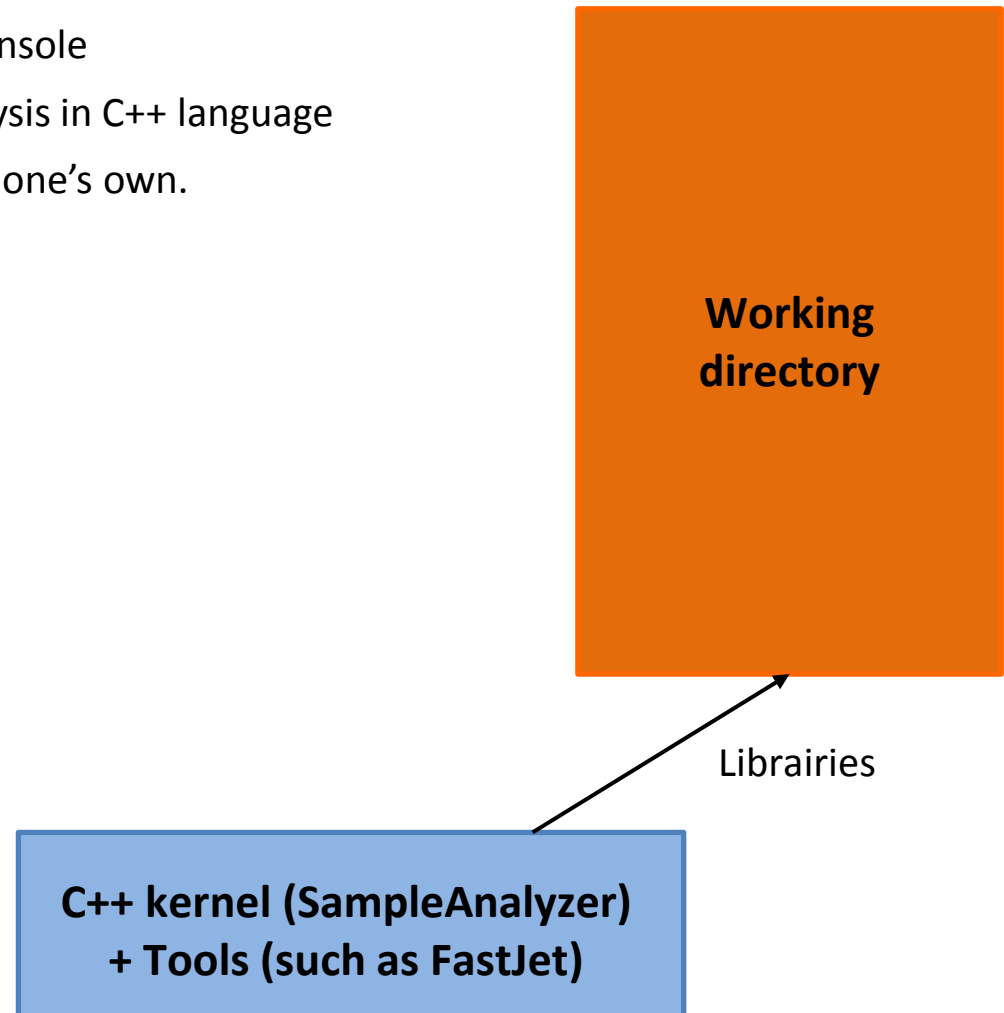 nsole
ysis in C++ language
one’s own.
Working
directory
Librairies
C++ kernel (SampleAnalyzer)
+ Tools (such as FastJet)